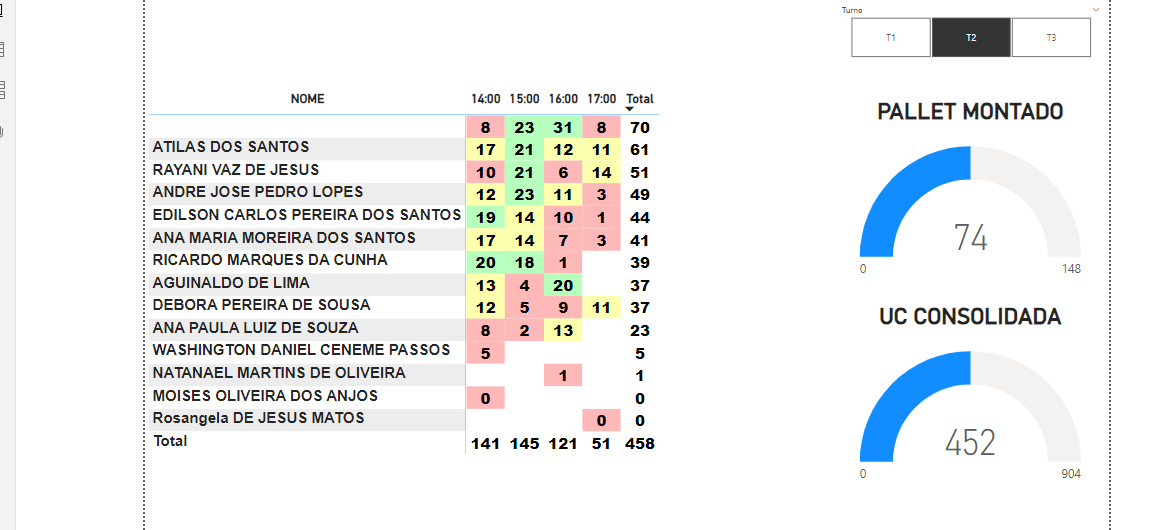 Turno
T1 T2 T3
NOME 14:00 15:00 16:00 17:00 Total
8 23 31 8 70
ATILAS DOS SANTOS 17 21 12 11 61
RAYANI VAZ DE JESUS 10 21 6 14 51
ANDRE JOSE PEDRO LOPES 12 23 11 3 49
EDILSON CARLOS PEREIRA DOS SANTOS 19 14 10 1 44
ANA MARIA MOREIRA DOS SANTOS 17 14 7 3 41
RICARDO MARQUES DA CUNHA 20 18 1 39
AGUINALDO DE LIMA 13 4 20 37
DEBORA PEREIRA DE SOUSA 12 5 9 11 37
ANA PAULA LUIZ DE SOUZA 8 2 13 23
WASHINGTON DANIEL CENEME PASSOS 5 5
NATANAEL MARTINS DE OLIVEIRA 1 1
MOISES OLIVEIRA DOS ANJOS 0 0
Rosangela DE JESUS MATOS 0 0
Total 141 145 121 51 458
PALLET MONTADO
74
0 148
UC CONSOLIDADA
452
0 904